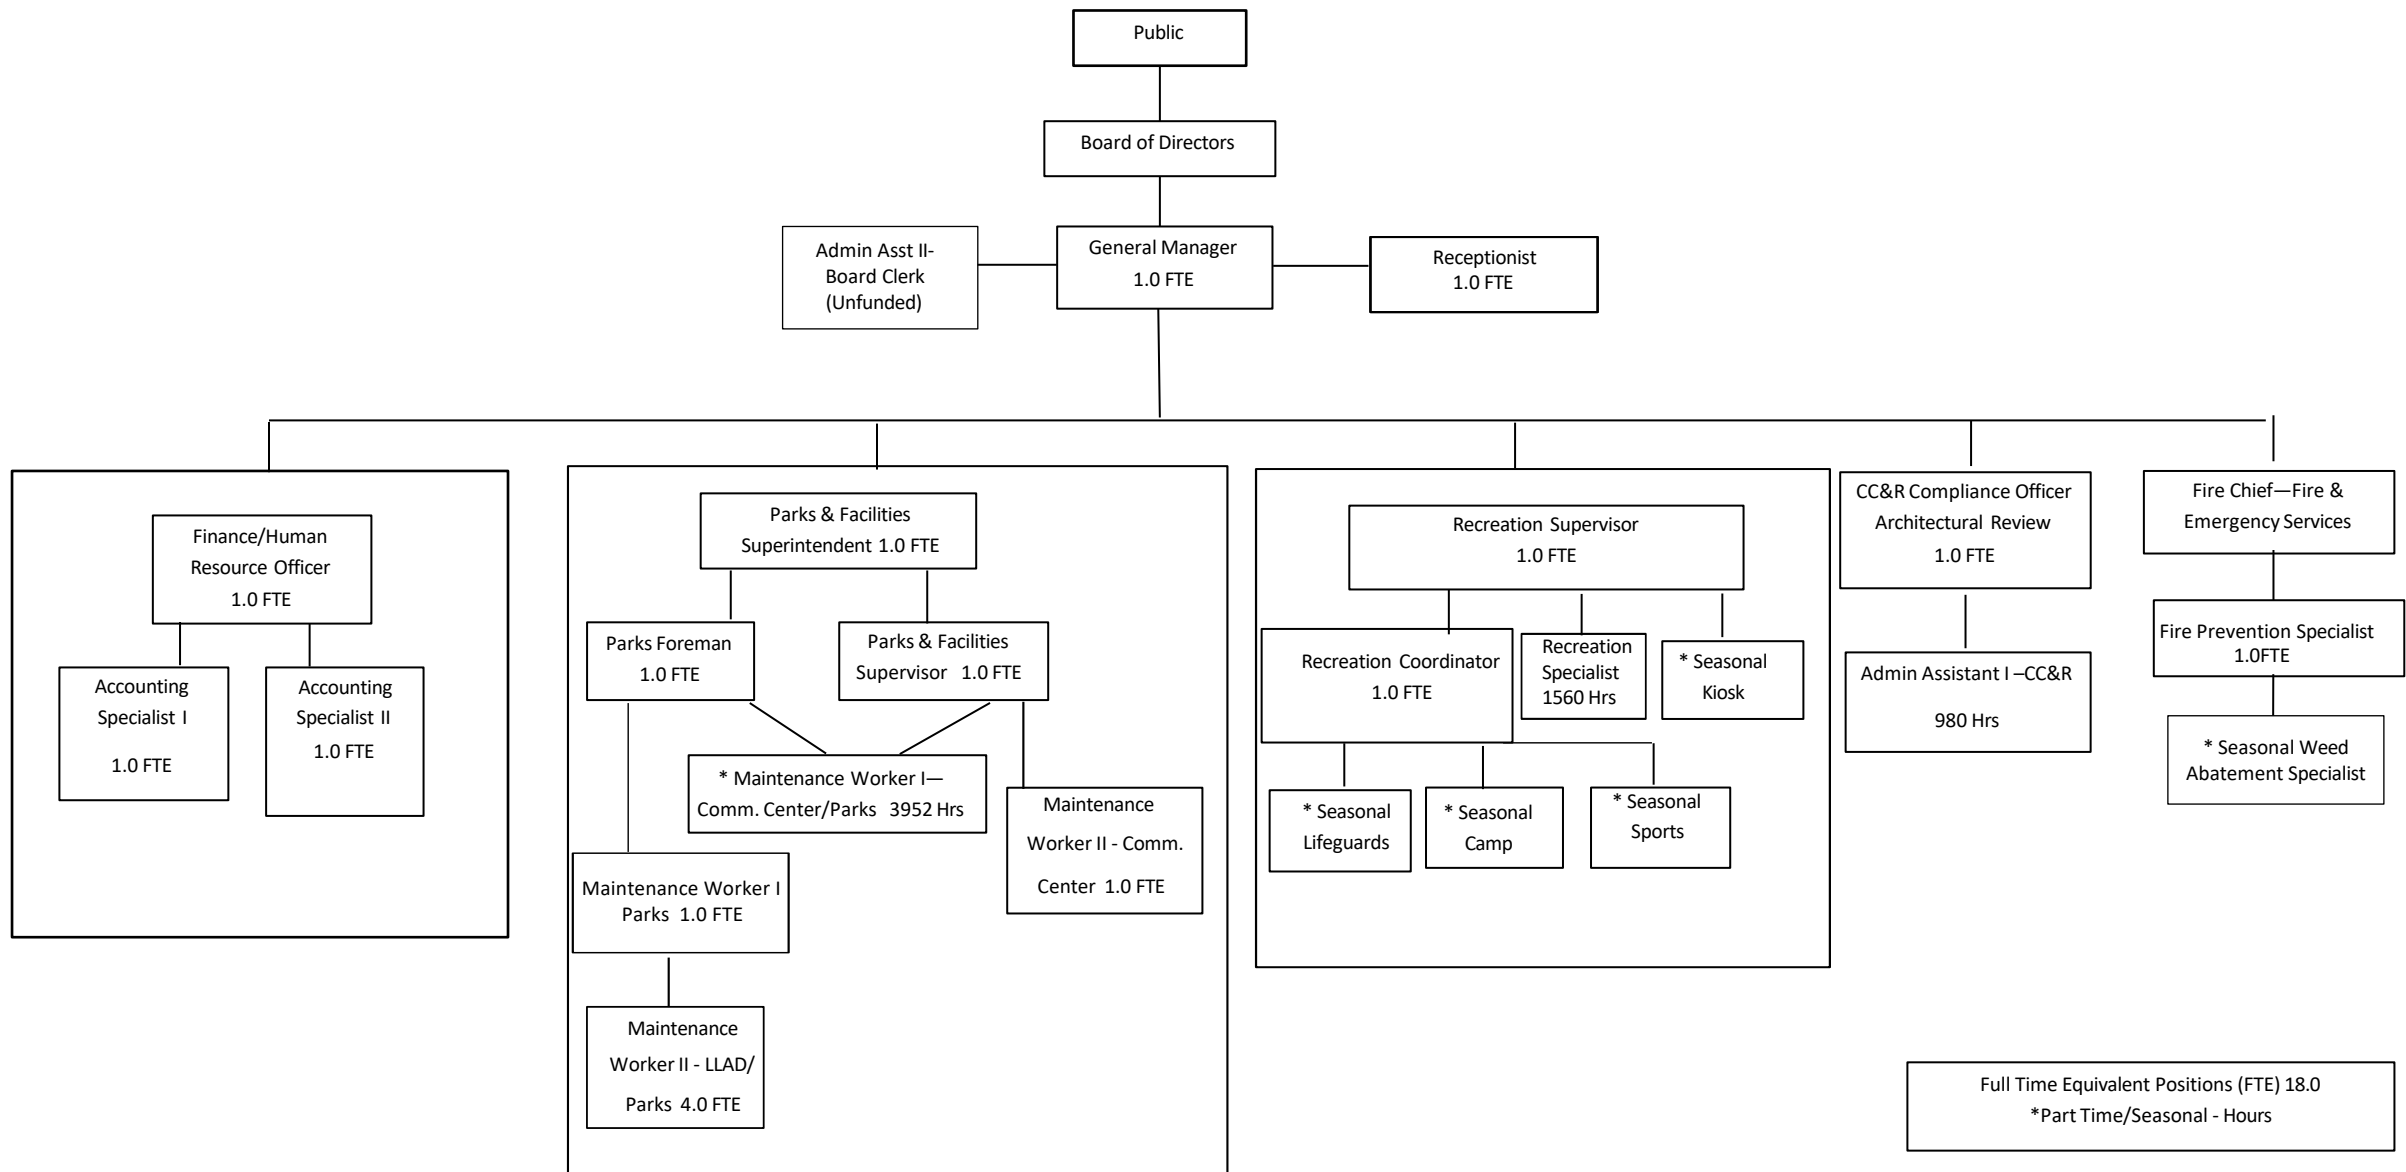 Public
Board of Directors
Admin Asst II-
Board Clerk
(Unfunded)
General Manager
1.0 FTE
Receptionist
1.0 FTE
Finance/Human
Resource Officer
1.0 FTE
Accounting
Specialist I
1.0 FTE
Accounting
Specialist II
1.0 FTE
Parks & Facilities
Superintendent 1.0 FTE
Parks Foreman
1.0 FTE
Parks & Facilities
Supervisor 1.0 FTE
* Maintenance Worker I—
Comm. Center/Parks 3952 Hrs
Maintenance
Worker II - Comm.
Center 1.0 FTE
Maintenance Worker I
Parks 1.0 FTE
Maintenance
Worker II - LLAD/
Parks 4.0 FTE
Recreation Supervisor
1.0 FTE
Recreation Coordinator
1.0 FTE
Recreation
Specialist
1560 Hrs
* Seasonal
Kiosk
* Seasonal
Lifeguards
* Seasonal
Camp
* Seasonal
Sports
CC&R Compliance Officer
Architectural Review
1.0 FTE
Admin Assistant I –CC&R
980 Hrs
Fire Chief—Fire &
Emergency Services
Fire Prevention Specialist
1.0FTE
* Seasonal Weed
Abatement Specialist
Full Time Equivalent Positions (FTE) 18.0
*Part Time/Seasonal - Hours